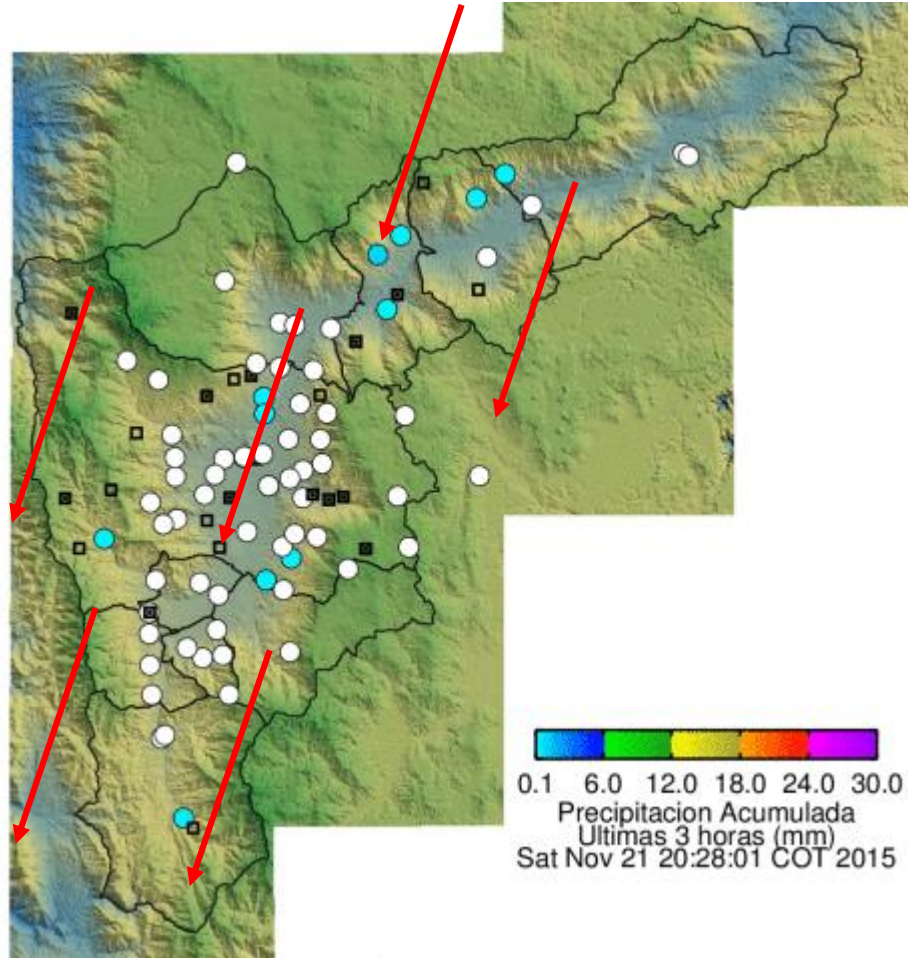 0.1 6.0 12.0 18.0 24.0 30.0
Precipitacion Acumulada
Ultimas 3 horas (mm)
Sat Nov 21 20:28:01 COT 2015